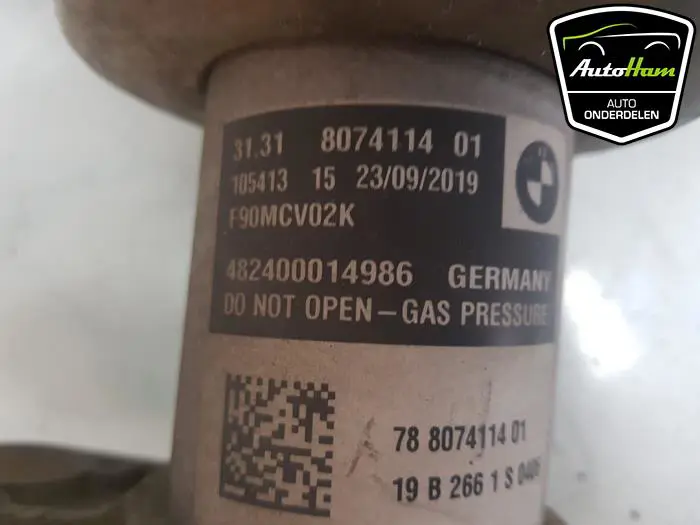 AutoHam
AUTO
ONDERDELEN
31.31 8074114 01
105413 15 23/09/2019
F90MCV02K
482400014986 GERMANY
DO NOT OPEN – GAS PRESSURE
78 8074114 01
19 B 266 1 S 0406